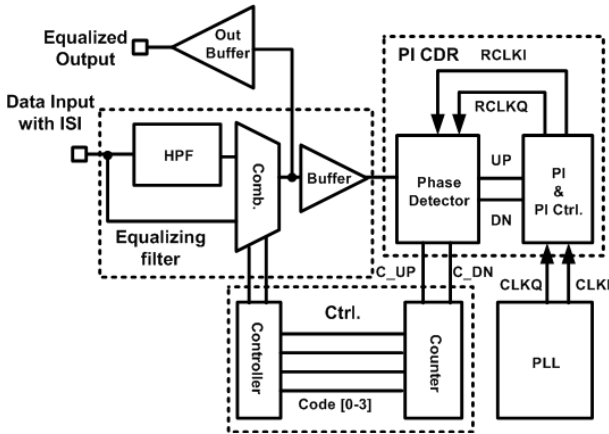 Equalized
Output
Out
Buffer
PI CDR
RCLKI
RCLKQ
Data Input
with ISI
HPF
Comb.
Buffer
Phase
Detector
UP
DN
PI
&
PI Ctrl.
Equalizing
filter
C_UP
C_DN
CLKQ
CLKI
Ctrl.
Controller
Counter
Code [0-3]
PLL